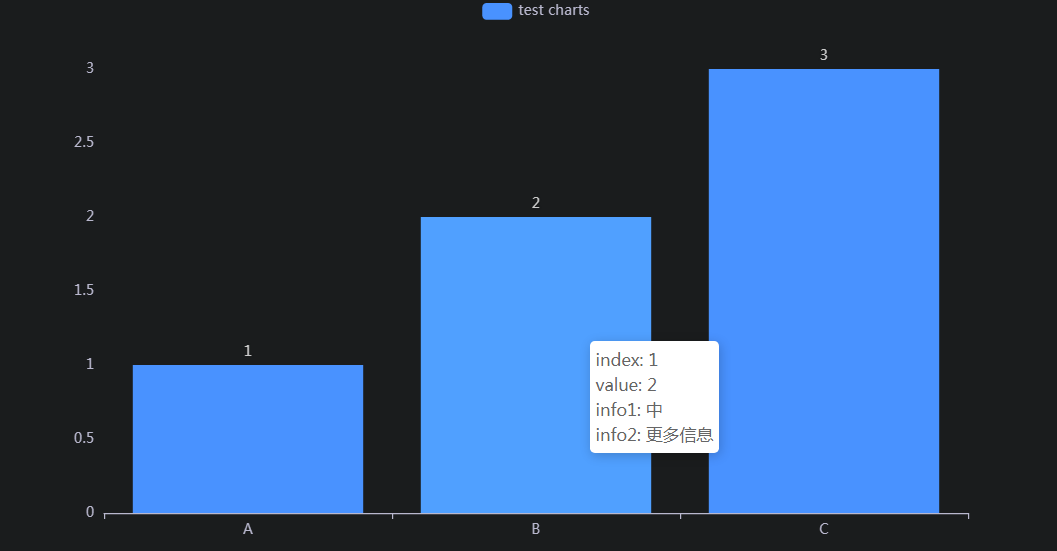 test charts
3
2.5
2
1.5
1
0.5
0
1
2
3
index: 1
value: 2
info1: 中
info2: 更多信息
A
B
C